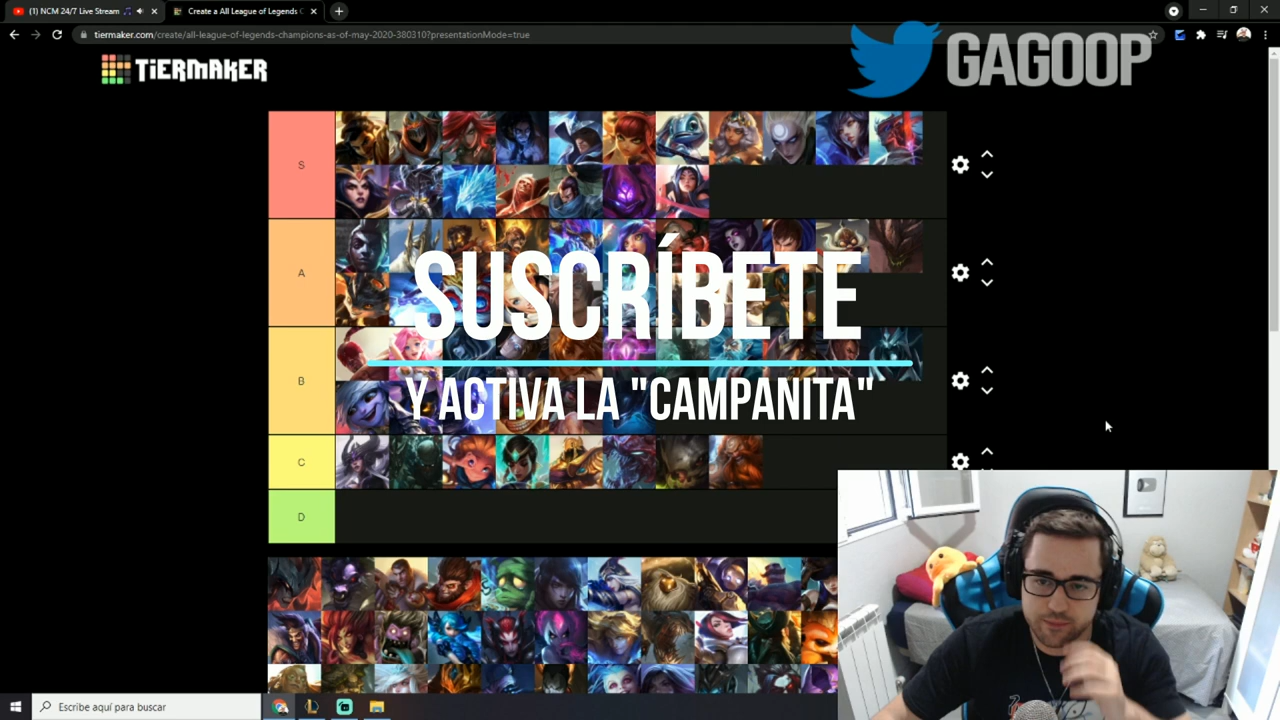 (1) NCM 24/7 Live Stream
Create a All League of Legends C
tiermaker.com/create/all-league-of-legends-champions-as-of-may-2020-380310?presentationMode=true
TiERMAKER
GAGOOP
S
A
SUSCRÍBETE
B
Y ACTIVA LA "CAMPANITA"
C
D
Escribe aquí para buscar